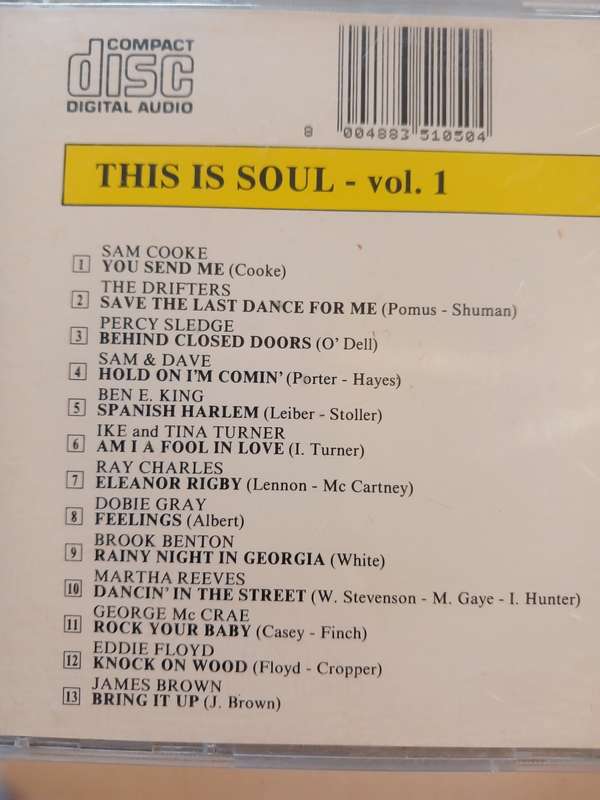 COMPACT
disc
DIGITAL AUDIO
8 004883 510504
THIS IS SOUL - vol. 1
SAM COOKE
1 YOU SEND ME (Cooke)
THE DRIFTERS
2 SAVE THE LAST DANCE FOR ME (Pomus - Shuman)
PERCY SLEDGE
3 BEHIND CLOSED DOORS (O' Dell)
SAM & DAVE
4 HOLD ON I'M COMIN' (Porter - Hayes)
BEN E. KING
5 SPANISH HARLEM (Leiber - Stoller)
IKE and TINA TURNER
6 AM I A FOOL IN LOVE (I. Turner)
RAY CHARLES
7 ELEANOR RIGBY (Lennon - Mc Cartney)
DOBIE GRAY
8 FEELINGS (Albert)
BROOK BENTON
9 RAINY NIGHT IN GEORGIA (White)
MARTHA REEVES
10 DANCIN' IN THE STREET (W. Stevenson - M. Gaye - I. Hunter)
GEORGE Mc CRAE
11 ROCK YOUR BABY (Casey - Finch)
EDDIE FLOYD
12 KNOCK ON WOOD (Floyd - Cropper)
JAMES BROWN
13 BRING IT UP (J. Brown)